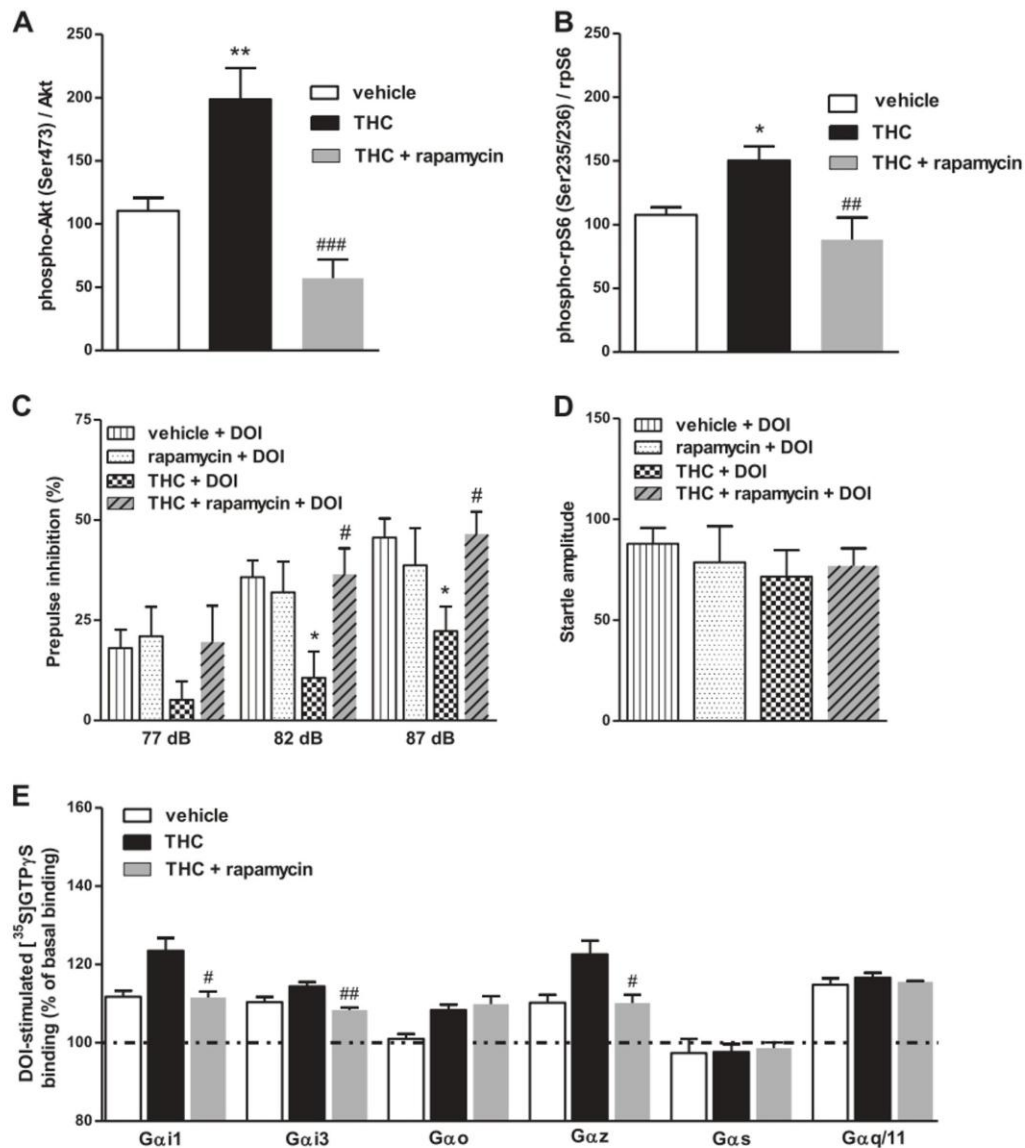 A
phospho-Akt (Ser473) / Akt
250
200
150
100
50
0
**
###
vehicle
THC
THC + rapamycin
B
phospho-rpS6 (Ser235/236) / rpS6
250
200
150
100
50
0
*
##
vehicle
THC
THC + rapamycin
C
Prepulse inhibition (%)
75
50
25
0
vehicle + DOI
rapamycin + DOI
THC + DOI
THC + rapamycin + DOI
*
#
*
#
77 dB
82 dB
87 dB
D
Startle amplitude
150
100
50
0
vehicle + DOI
rapamycin + DOI
THC + DOI
THC + rapamycin + DOI
E
DOI-stimulated [³⁵S]GTPγS
binding (% of basal binding)
160
140
120
100
80
vehicle
THC
THC + rapamycin
#
##
#
Gαi1
Gαi3
Gαo
Gαz
Gαs
Gαq/11